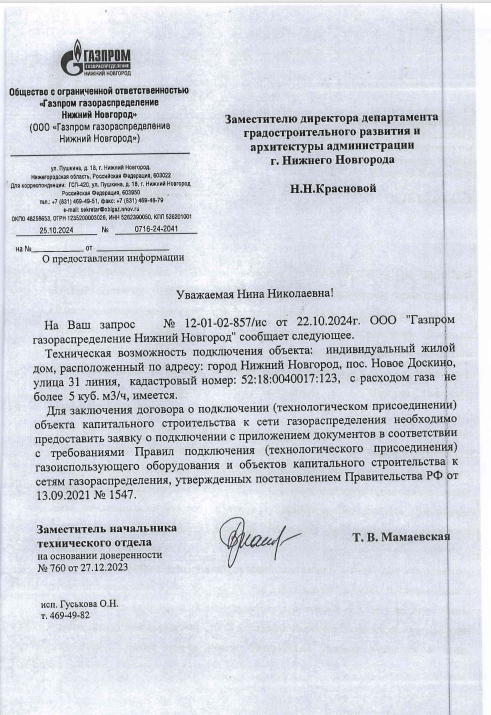 ГАЗПРОМ
ГАЗОРАСПРЕДЕЛЕНИЕ
НИЖНИЙ НОВГОРОД
Общество с ограниченной ответственностью
«Газпром газораспределение
Нижний Новгород»
(ООО «Газпром газораспределение
Нижний Новгород»)
ул. Пушкина, д. 18, г. Нижний Новгород,
Нижегородская область, Российская Федерация, 603022
Для корреспонденции: ГСП-420, ул. Пушкина, д. 18, г. Нижний Новгород
Российская Федерация, 603950
тел.: +7 (831) 469-49-51, факс: +7 (831) 469-48-79
e-mail: sekretar@oblgaz.nnov.ru
ОКПО 48258653, ОГРН 1235200003026, ИНН 5262390050, КПП 526201001
25.10.2024 № 0716-24-2041
на № от
О предоставлении информации
Заместителю директора департамента
градостроительного развития и
архитектуры администрации
г. Нижнего Новгорода
Н.Н.Красновой
Уважаемая Нина Николаевна!
На Ваш запрос № 12-01-02-857/ис от 22.10.2024г. ООО "Газпром
газораспределение Нижний Новгород" сообщает следующее.
Техническая возможность подключения объекта: индивидуальный жилой
дом, расположенный по адресу: город Нижний Новгород, пос. Новое Доскино,
улица 31 линия, кадастровый номер: 52:18:0040017:123, с расходом газа не
более 5 куб. м3/ч, имеется.
Для заключения договора о подключении (технологическом присоединении)
объекта капитального строительства к сети газораспределения необходимо
предоставить заявку о подключении с приложением документов в соответствии
с требованиями Правил подключения (технологического присоединения)
газоиспользующего оборудования и объектов капитального строительства к
сетям газораспределения, утвержденных постановлением Правительства РФ от
13.09.2021 № 1547.
Заместитель начальника
технического отдела
на основании доверенности
№ 760 от 27.12.2023
Т. В. Мамаевская
исп. Гуськова О.Н.
т. 469-49-82